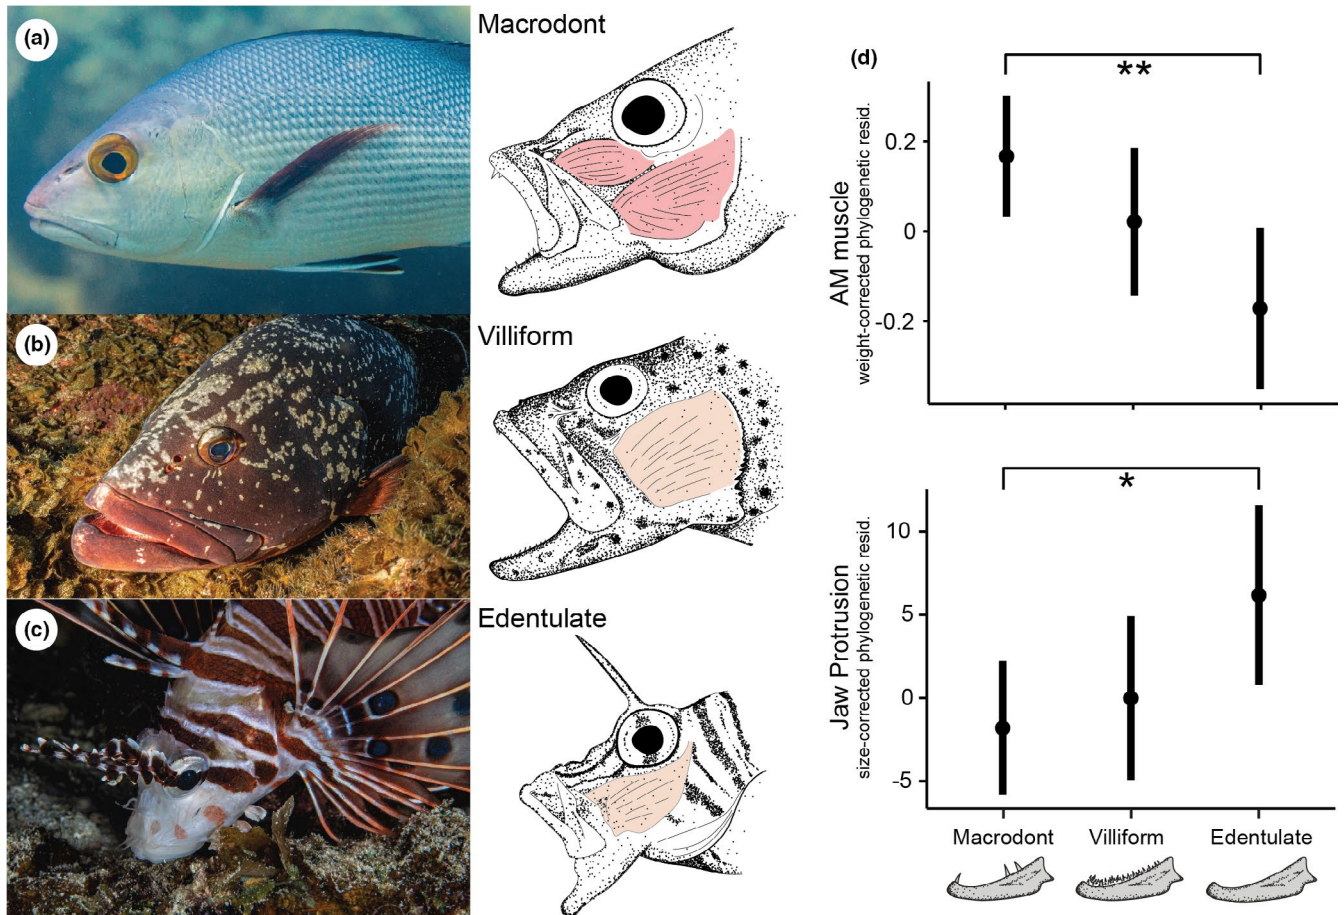 (a)
Macrodont
(b)
Villiform
(c)
Edentulate
(d)
**
AM muscle
weight-corrected phylogenetic resid.
0.2
0
-0.2
*
Jaw Protrusion
size-corrected phylogenetic resid.
10
5
0
-5
Macrodont Villiform Edentulate